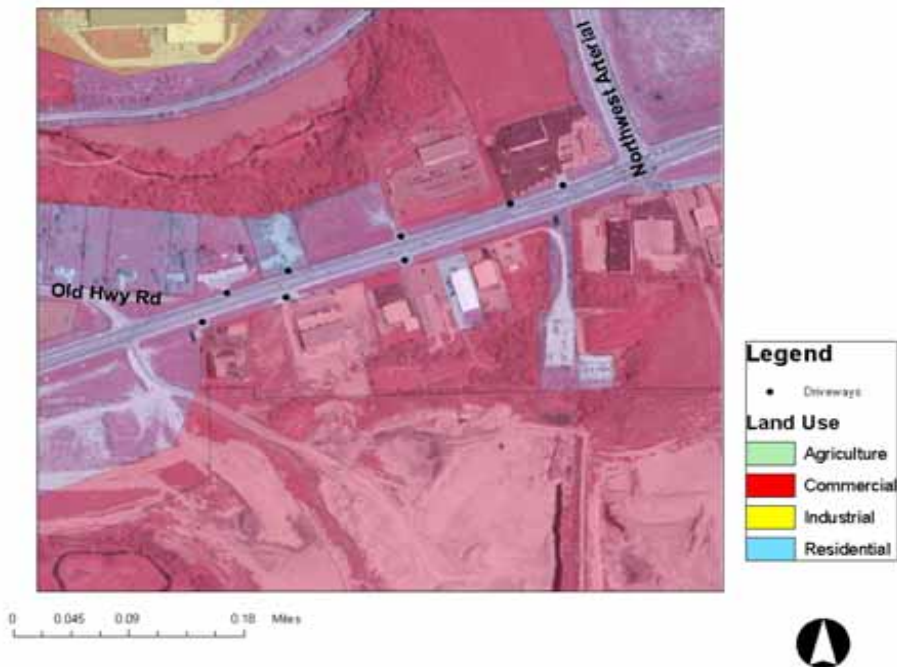 Northwest Arterial
Old Hwy Rd
Legend
Driveways
Land Use
Agriculture
Commercial
Industrial
Residential
0 0.045 0.09 0.18 Miles